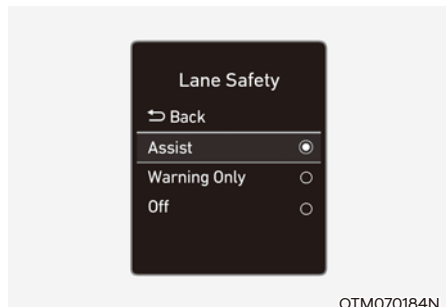 Lane Safety
⮌ Back
Assist
Warning Only
Off
OTM070184N